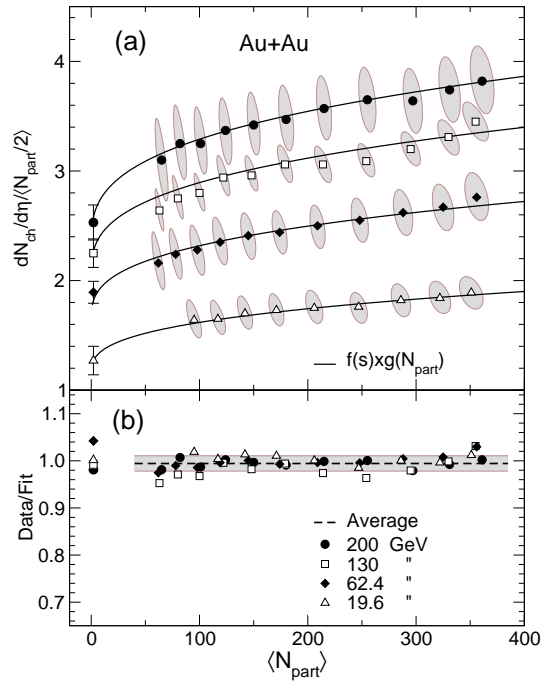 (a)
Au+Au
4
3
2
1
dN_ch/dη/⟨N_part/2⟩
f(s)xg(N_part)
(b)
1.1
1.0
0.9
0.8
0.7
Data/Fit
Average
200 GeV
130 "
62.4 "
19.6 "
0 100 200 300 400
⟨N_part⟩